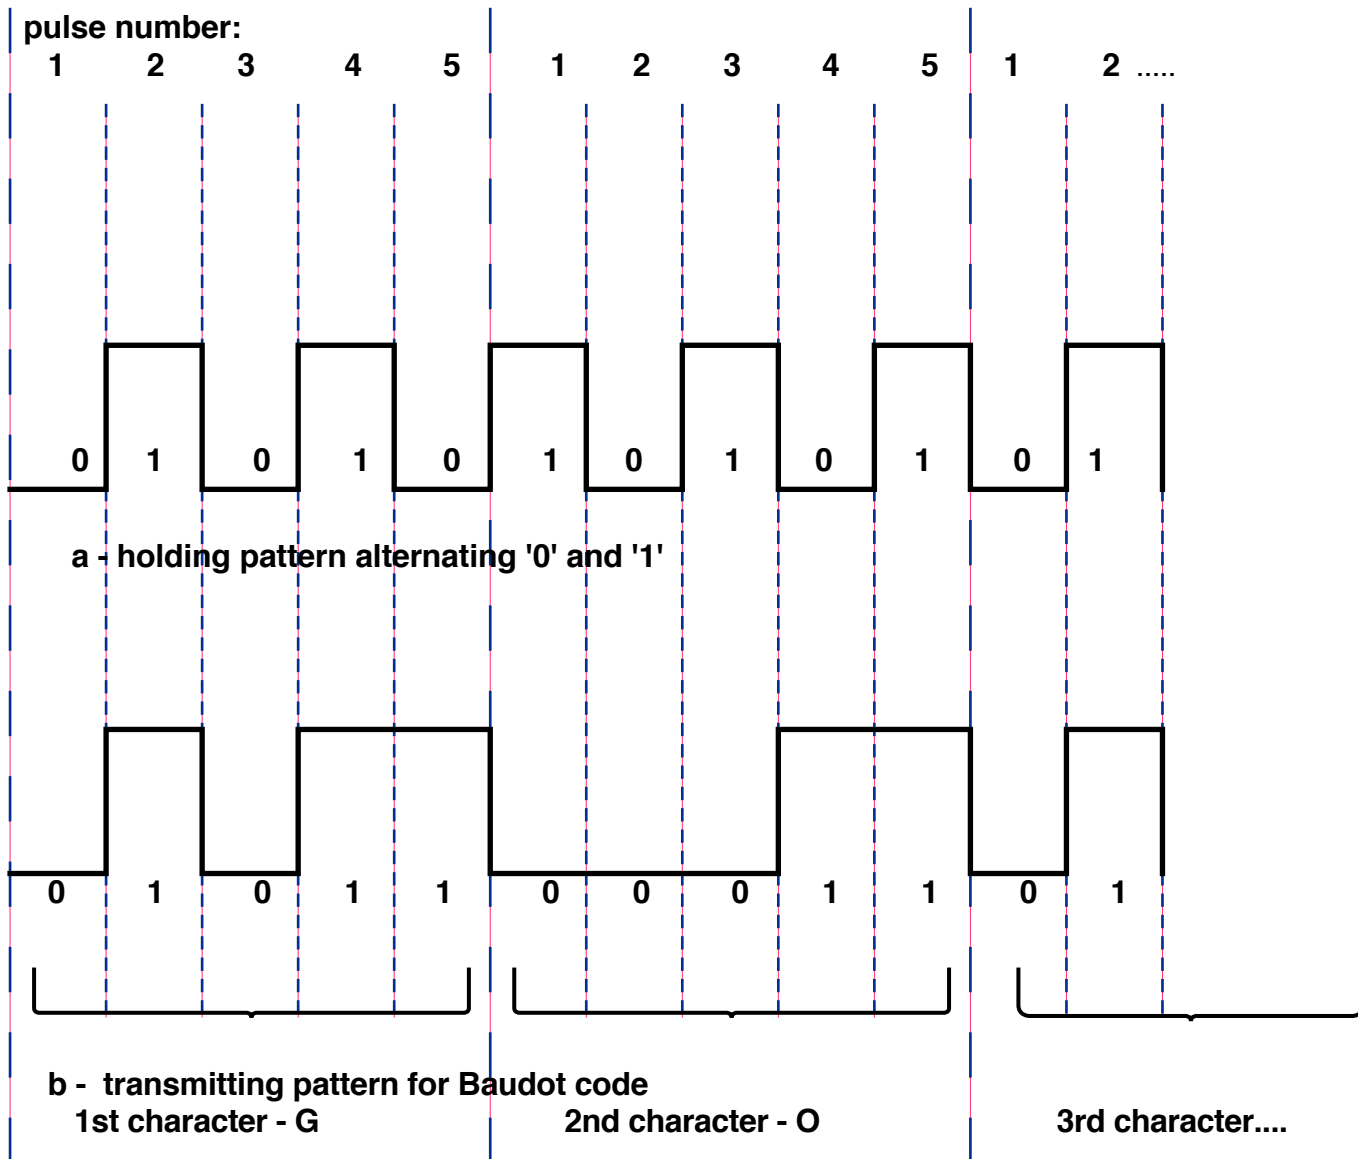 pulse number:
1 2 3 4 5 1 2 3 4 5 1 2 .....
0 1 0 1 0 1 0 1 0 1 0 1
a - holding pattern alternating '0' and '1'
0 1 0 1 1 0 0 0 1 1 0 1
b - transmitting pattern for Baudot code
1st character - G 2nd character - O 3rd character....